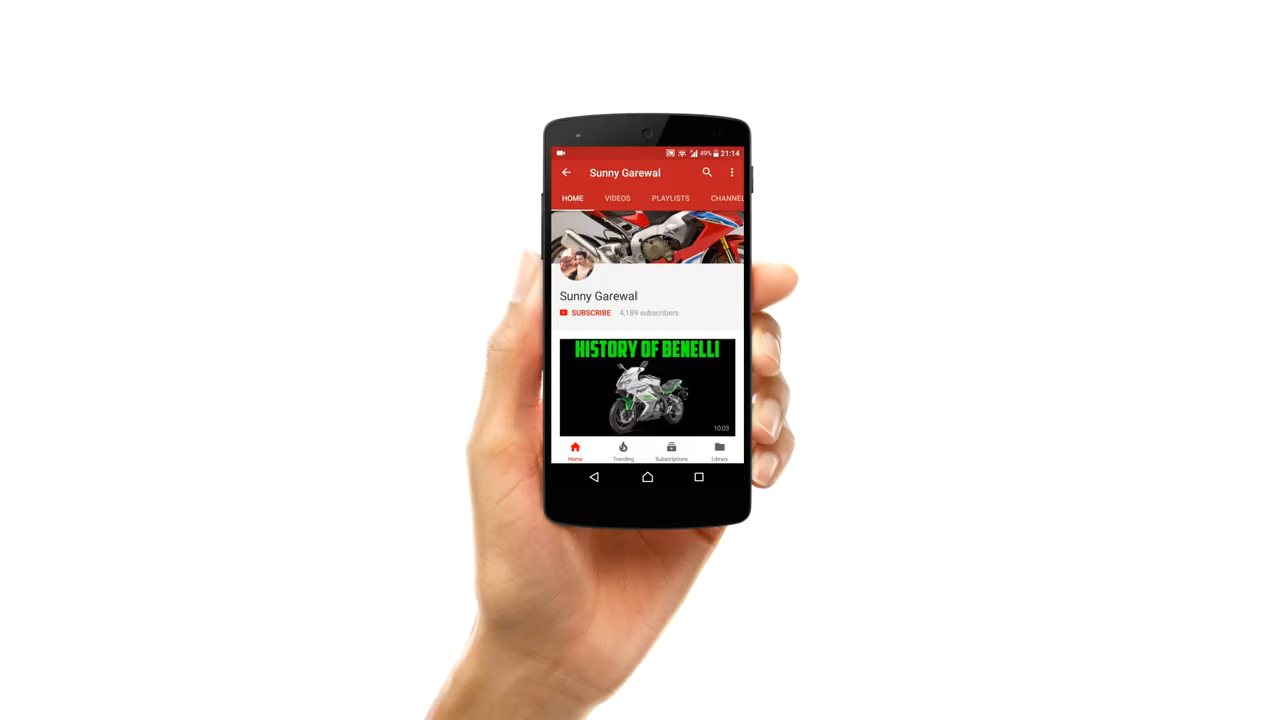 49% 21:14
Sunny Garewal
HOME VIDEOS PLAYLISTS CHANNEL
Sunny Garewal
SUBSCRIBE 4,189 subscribers
HISTORY OF BENELLI
10:03
Home Trending Subscriptions Library